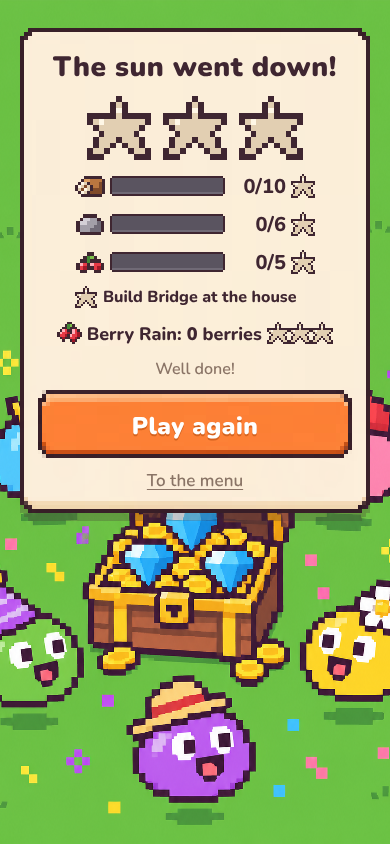 The sun went down!
0/10
0/6
0/5
Build Bridge at the house
Berry Rain: 0 berries
Well done!
Play again
To the menu